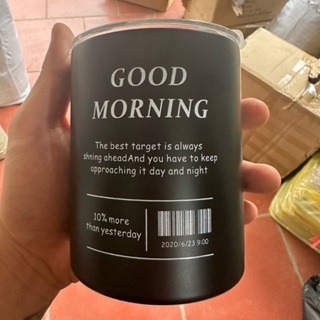 GOOD
MORNING
The best target is always
shning aheadAnd you have to keep
approaching it day and night
10% more
than yesterday
2020/6/23 9:00